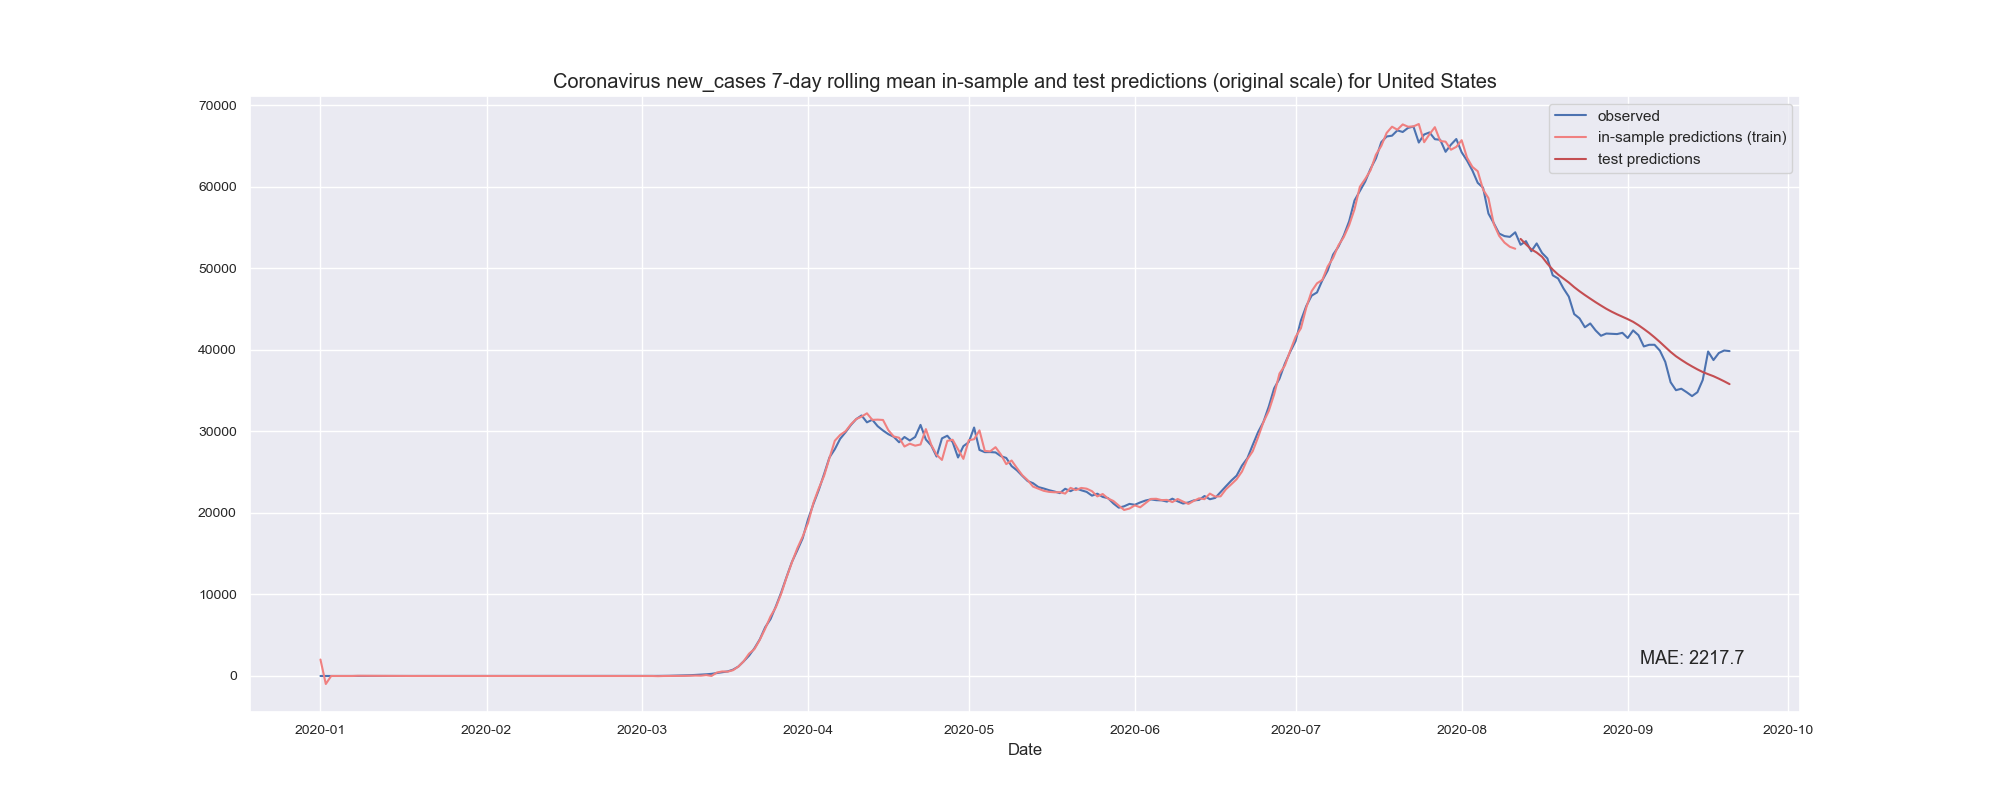 Coronavirus new_cases 7-day rolling mean in-sample and test predictions (original scale) for United States
70000
60000
50000
40000
30000
20000
10000
0
observed
in-sample predictions (train)
test predictions
MAE: 2217.7
2020-01 2020-02 2020-03 2020-04 2020-05 2020-06 2020-07 2020-08 2020-09 2020-10
Date